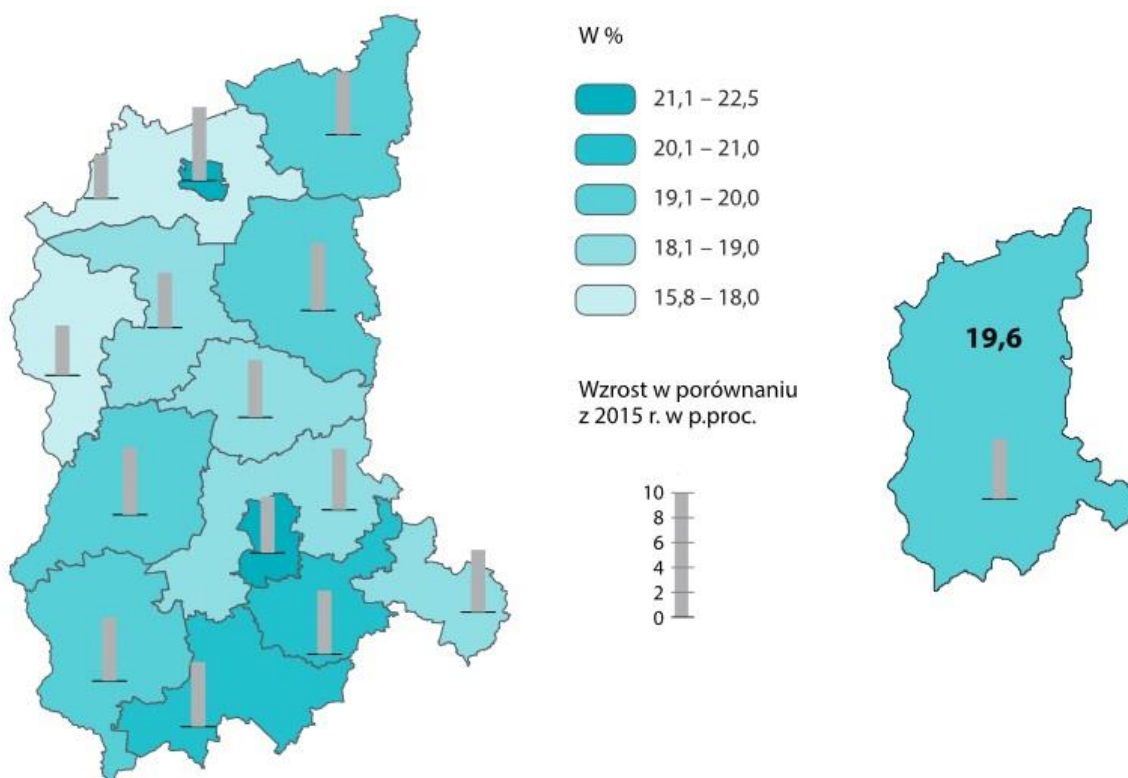 W %
21,1 – 22,5
20,1 – 21,0
19,1 – 20,0
18,1 – 19,0
15,8 – 18,0
19,6
Wzrost w porównaniu
z 2015 r. w p.proc.
10
8
6
4
2
0